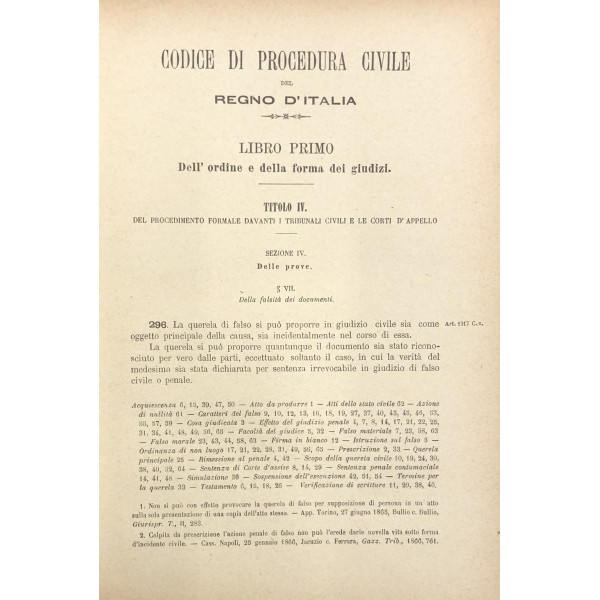 CODICE DI PROCEDURA CIVILE
DEL
REGNO D'ITALIA
LIBRO PRIMO
Dell' ordine e della forma dei giudizi.
TITOLO IV.
DEL PROCEDIMENTO FORMALE DAVANTI I TRIBUNALI CIVILI E LE CORTI D' APPELLO
SEZIONE IV.
Delle prove.
§ VII.
Della falsità dei documenti.
296. La querela di falso si può proporre in giudizio civile sia come Art. 1317 C.c.
oggetto principale della causa, sia incidentalmente nel corso di essa.
La querela si può proporre quantunque il documento sia stato ricono-
sciuto per vero dalle parti, eccettuato soltanto il caso, in cui la verità del
medesimo sia stata dichiarata per sentenza irrevocabile in giudizio di falso
civile o penale.
Acquiescenza 6, 15, 39, 47, 50 — Atto da produrre 1 — Atti dello stato civile 62 — Azione
di nullità 61 — Caratteri del falso 9, 10, 12, 13, 16, 18, 19, 27, 37, 40, 43, 45, 46, 53,
57, 59 — Cosa giudicata 3 — Effetto del giudizio penale 4, 7, 8, 14, 17, 21, 22, 25,
31, 34, 41, 48, 49, 56, 63 — Facoltà del giudice 5, 32 — Falso materiale 7, 23, 58, 63
— Falso morale 23, 43, 44, 58, 63 — Firma in bianco 12 — Istruzione sul falso 3 —
Ordinanza di non luogo 17, 21, 22, 28, 31, 49, 56, 63 — Prescrizione 2, 33 — Querela
principale 25 — Rimessione al penale 4, 42 — Scopo della querela civile 10, 19, 24, 30,
38, 40, 52, 64 — Sentenza di Corte d'assise 8, 14, 29 — Sentenza penale contumaciale
14, 41, 48 — Simulazione 36 — Sospensione dell'esecuzione 42, 51, 54 — Termine per
la querela 33 — Testamento 6, 15, 18, 26 — Verificazione di scritture 11, 20, 38, 45.
1. Non si può con effetto provocare la querela di falso per supposizione di persona in un atto
sulla sola presentazione di una copia dell'atto stesso. — App. Torino, 27 giugno 1865, Bullio c. Bullio,
Giurispr. T., II, 283.
2. Colpita da prescrizione l'azione penale di falso non può l'erede darle novella vita sotto forma
d'incidente civile. — Cass. Napoli, 25 gennaio 1866, Jaruzio c. Ferrara, Gazz. Trib., 1866, 761.